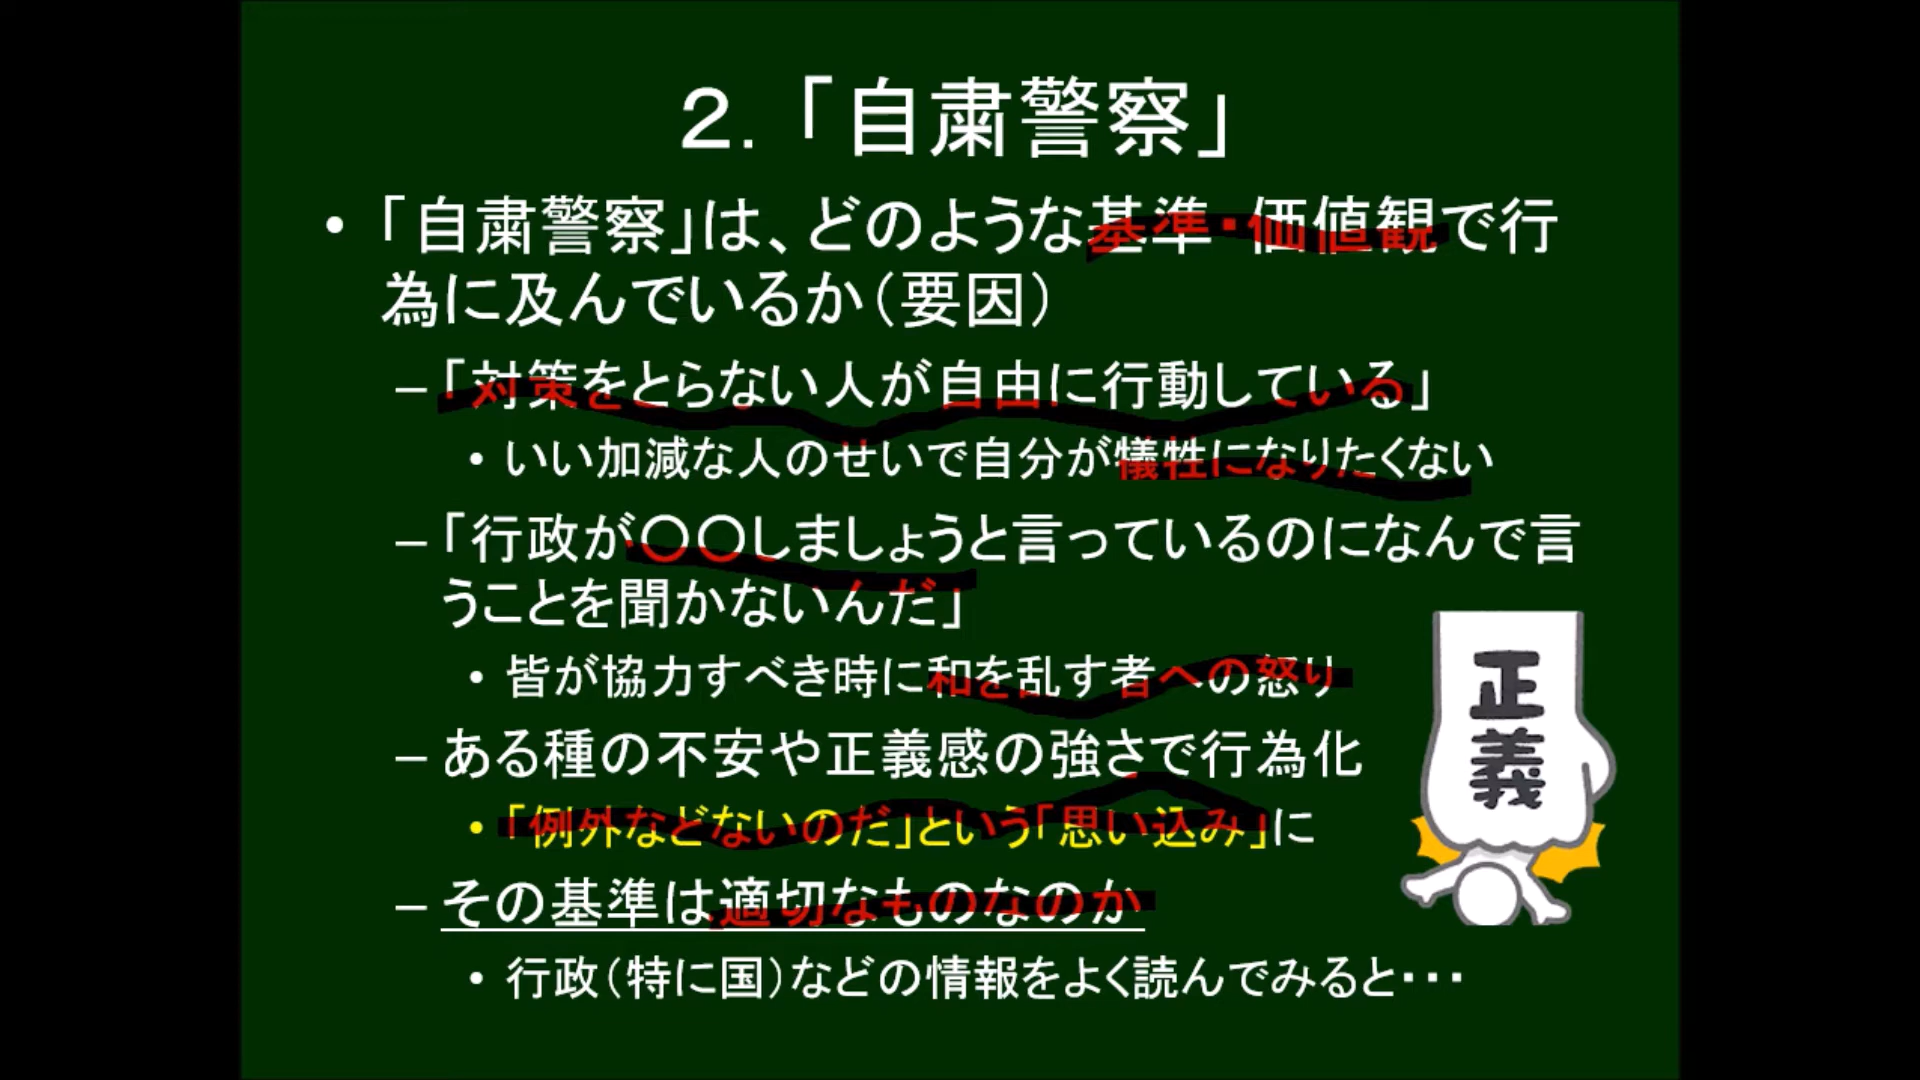 ２．「自粛警察」
• 「自粛警察」は、どのような基準・価値観で行
為に及んでいるか（要因）
– 「対策をとらない人が自由に行動している」
• いい加減な人のせいで自分が犠牲になりたくない
– 「行政が〇〇しましょうと言っているのになんで言
うことを聞かないんだ」
• 皆が協力すべき時に和を乱す者への怒り
– ある種の不安や正義感の強さで行為化
• 「例外などないのだ」という「思い込み」に
– その基準は適切なものなのか
• 行政（特に国）などの情報をよく読んでみると・・・
正義